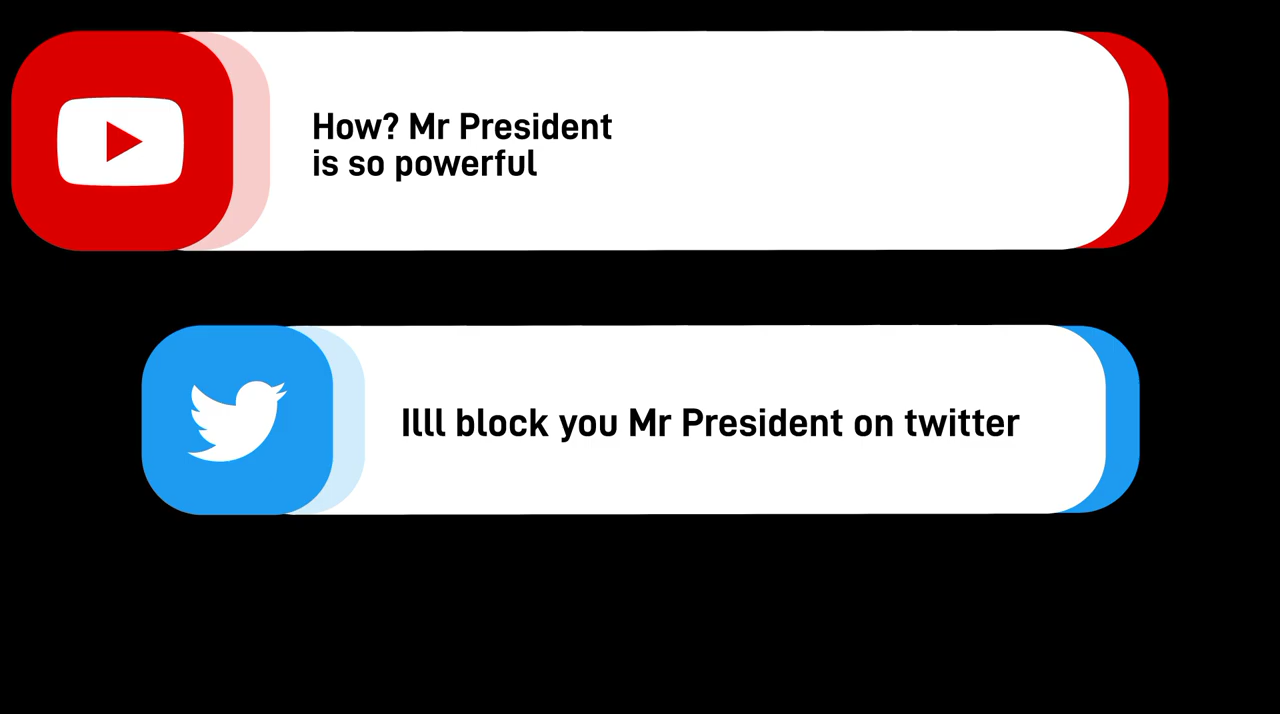 How? Mr President
is so powerful
Illl block you Mr President on twitter